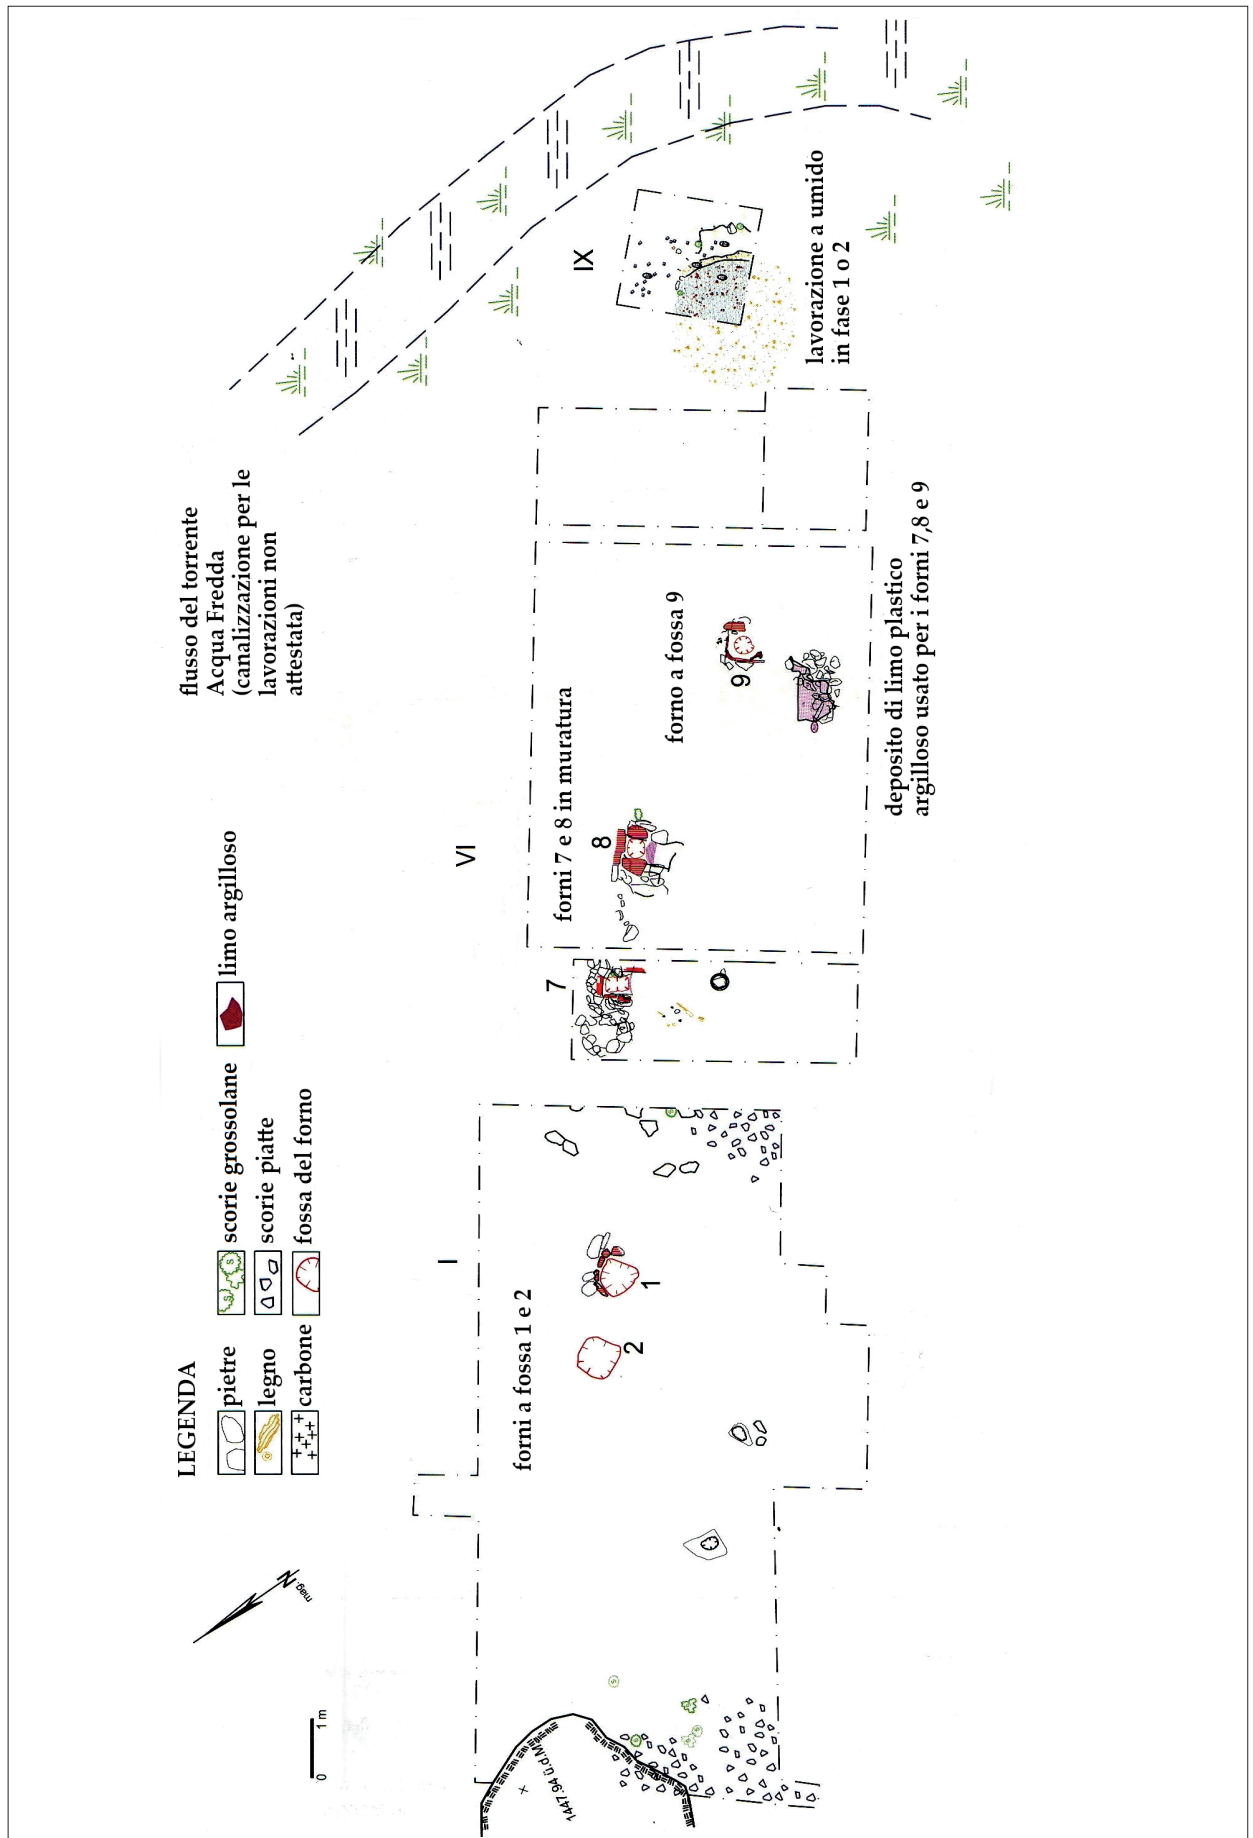 LEGENDA
pietre
scorie grossolane
limo argilloso
legno
scorie piatte
carbone
fossa del forno
S
S
mag.
N
0
1 m
flusso del torrente
Acqua Fredda
(canalizzazione per le
lavorazioni non
attestata)
I
VI
IX
forni a fossa 1 e 2
2
1
7
forni 7 e 8 in muratura
8
forno a fossa 9
9
deposito di limo plastico
argilloso usato per i forni 7,8 e 9
lavorazione a umido
in fase 1 o 2
1447.94 ü.d.M.